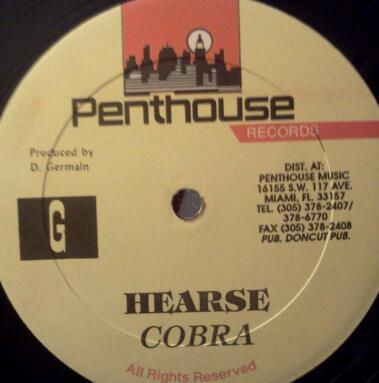 Penthouse
RECORDS
Produced by
D. Germain
DIST. AT:
PENTHOUSE MUSIC
16155 S.W. 117 AVE.
MIAMI, FL. 33157
TEL. (305) 378-2407/
378-6770
FAX (305) 378-2408
PUB. DONCUT PUB.
G
HEARSE
COBRA
All Rights Reserved